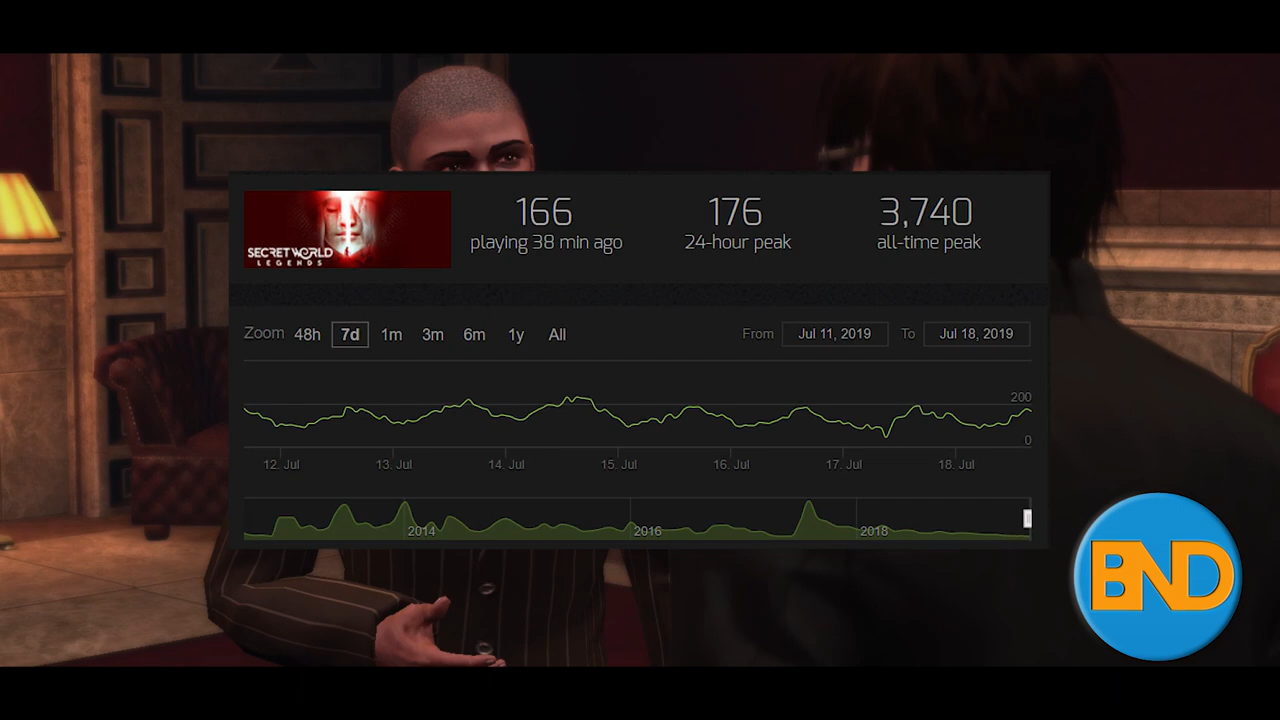 166
playing 38 min ago
176
24-hour peak
3,740
all-time peak
SECRET WORLD
LEGENDS
Zoom 48h 7d 1m 3m 6m 1y All
From Jul 11, 2019 To Jul 18, 2019
200
0
12. Jul 13. Jul 14. Jul 15. Jul 16. Jul 17. Jul 18. Jul
2014 2016 2018
BND